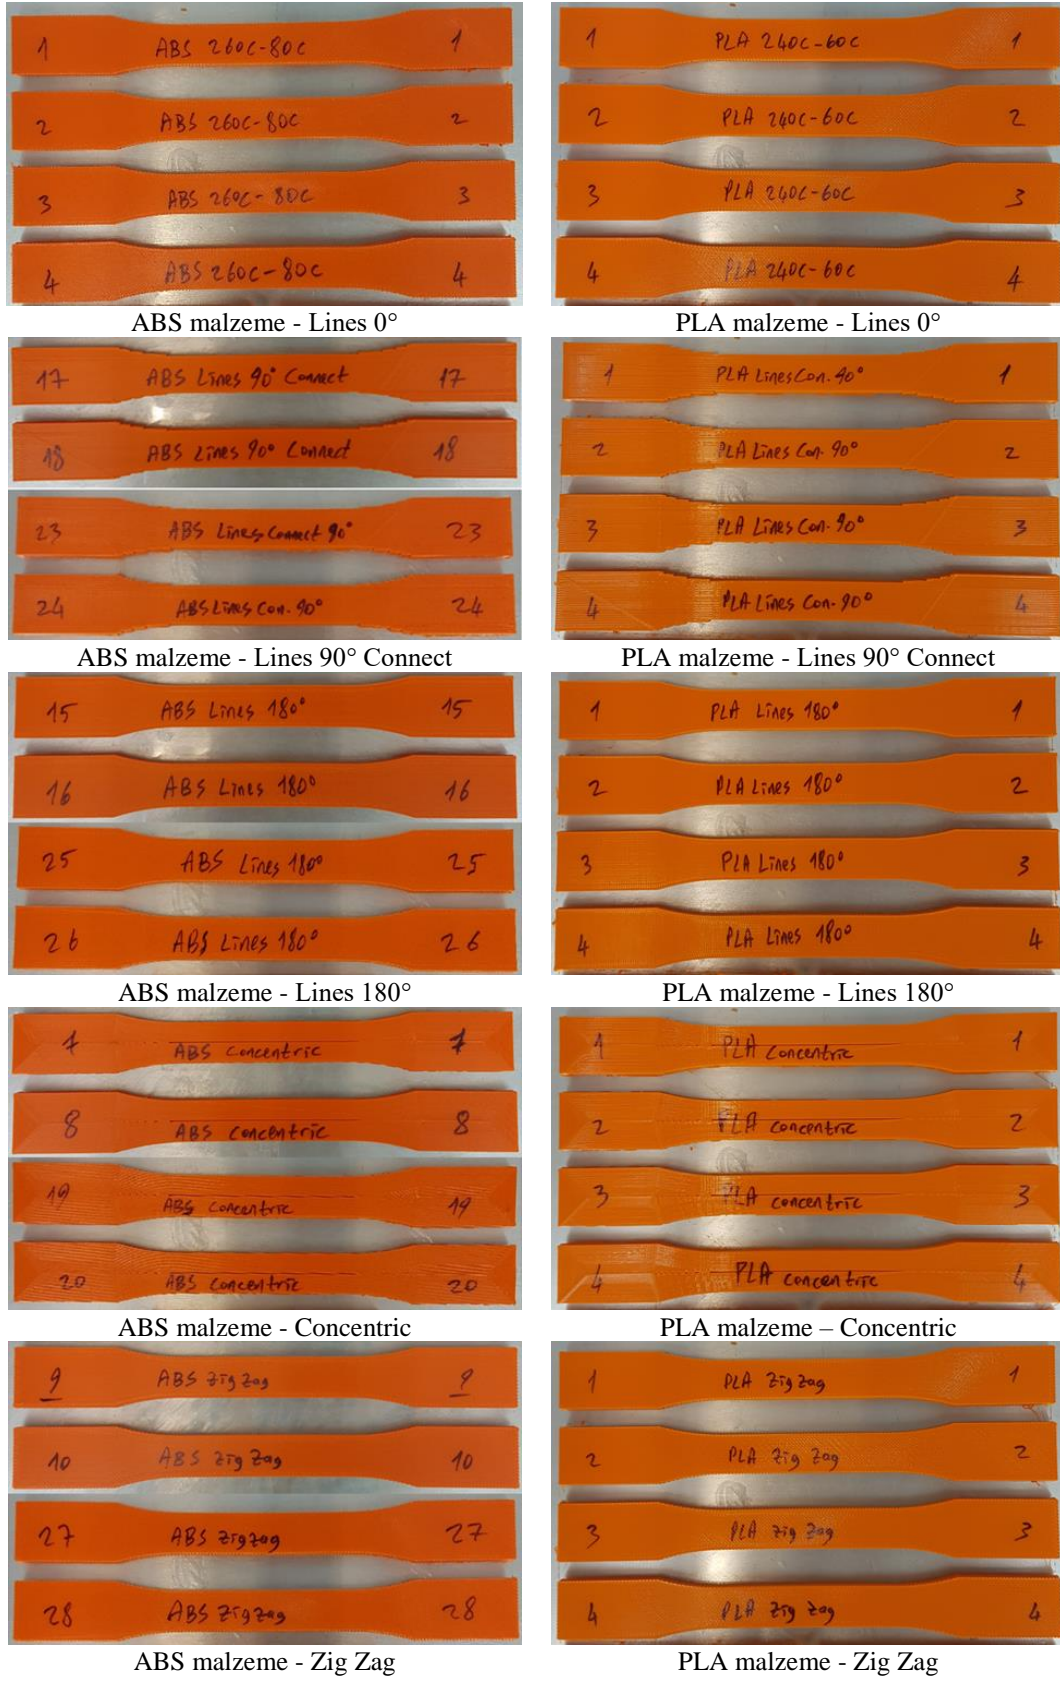 1 ABS 260C-80C 1
2 ABS 260C-80C 2
3 ABS 260C-80C 3
4 ABS 260C-80C 4
ABS malzeme - Lines 0°
1 PLA 240C-60C 1
2 PLA 240C-60C 2
3 PLA 240C-60C 3
4 PLA 240C-60C 4
PLA malzeme - Lines 0°
17 ABS Lines 90° Connect 17
18 ABS Lines 90° Connect 18
23 ABS Lines Connect 90° 23
24 ABS Lines Con. 90° 24
ABS malzeme - Lines 90° Connect
1 PLA Lines Con. 90° 1
2 PLA Lines Con. 90° 2
3 PLA Lines Con. 90° 3
4 PLA Lines Con. 90° 4
PLA malzeme - Lines 90° Connect
15 ABS Lines 180° 15
16 ABS Lines 180° 16
25 ABS Lines 180° 25
26 ABS Lines 180° 26
ABS malzeme - Lines 180°
1 PLA Lines 180° 1
2 PLA Lines 180° 2
3 PLA Lines 180° 3
4 PLA Lines 180° 4
PLA malzeme - Lines 180°
7 ABS Concentric 7
8 ABS Concentric 8
19 ABS Concentric 19
20 ABS Concentric 20
ABS malzeme - Concentric
1 PLA Concentric 1
2 PLA concentric 2
3 PLA concentric 3
4 PLA concentric 4
PLA malzeme – Concentric
9 ABS Zig Zag 9
10 ABS Zig Zag 10
27 ABS Zigzag 27
28 ABS Zigzag 28
ABS malzeme - Zig Zag
1 PLA Zig Zag 1
2 PLA Zig Zag 2
3 PLA Zig Zag 3
4 PLA Zig Zag 4
PLA malzeme - Zig Zag